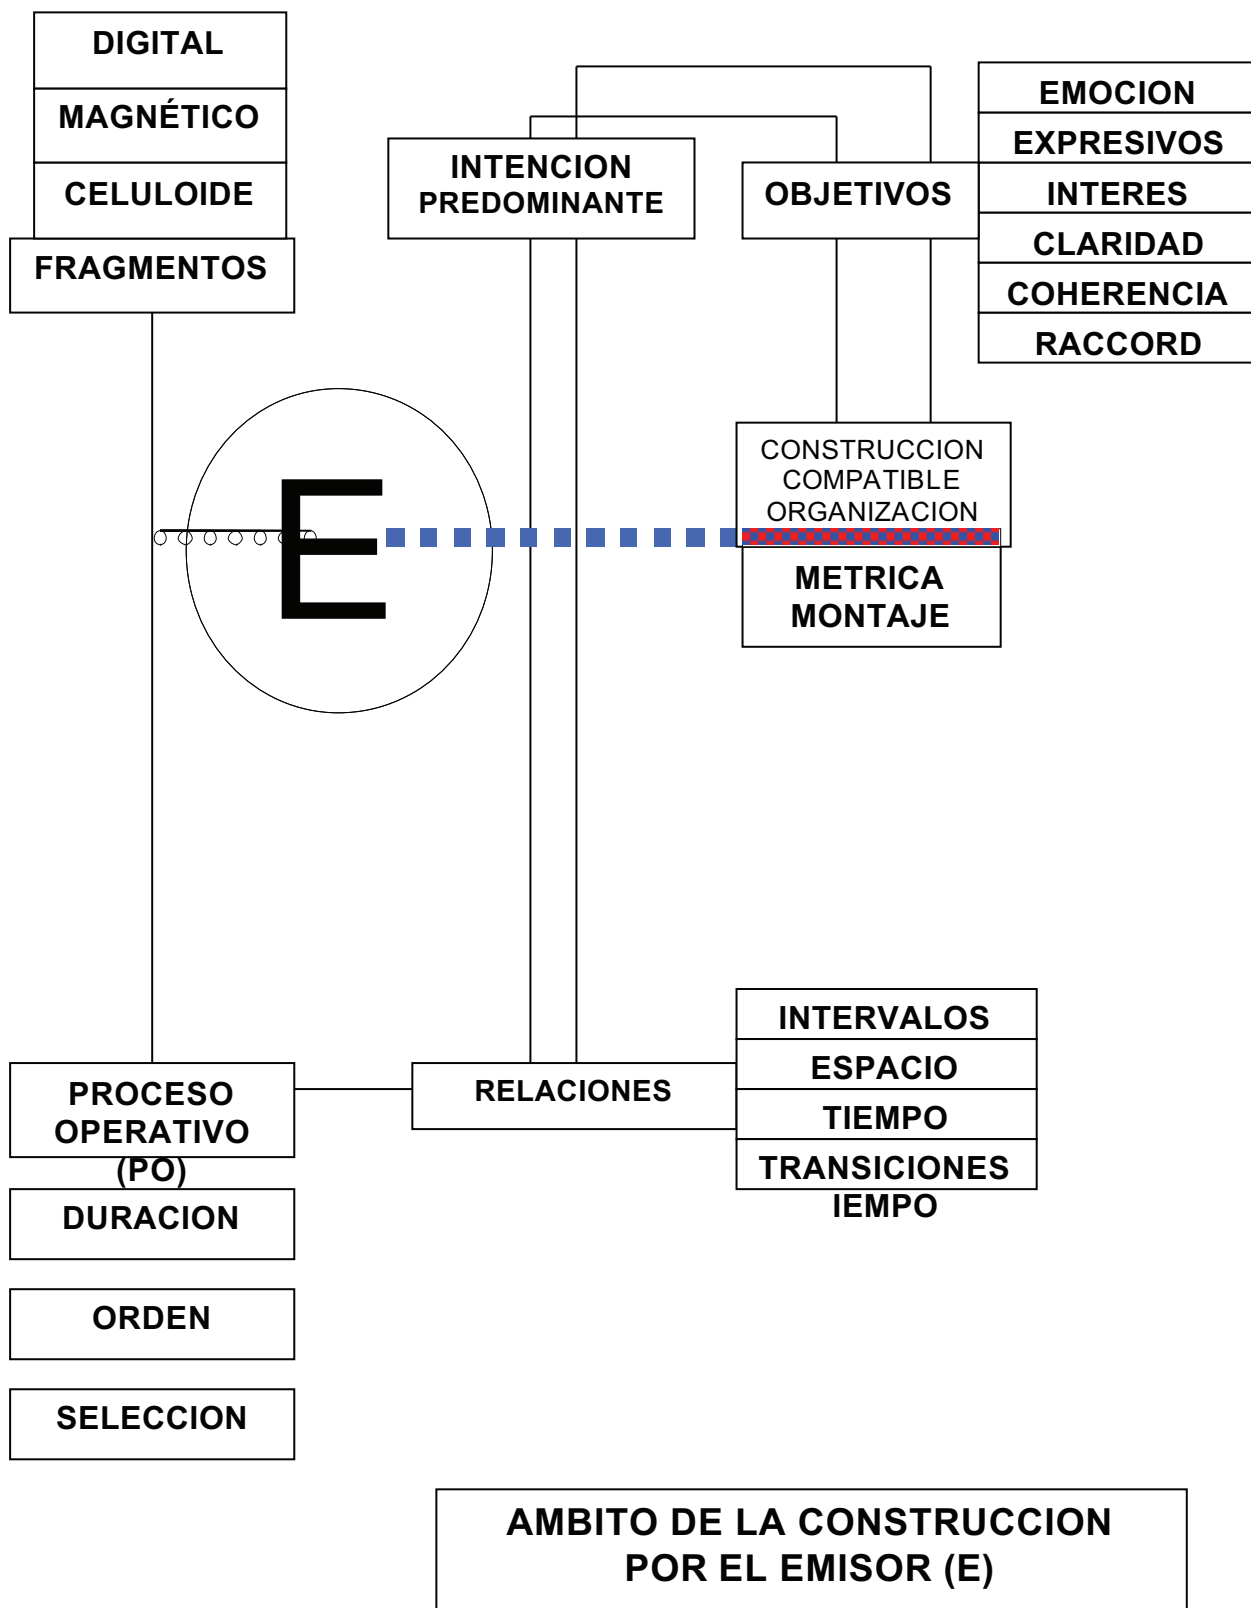 DIGITAL
MAGNÉTICO
CELULOIDE
FRAGMENTOS
INTENCION
PREDOMINANTE
OBJETIVOS
EMOCION
EXPRESIVOS
INTERES
CLARIDAD
COHERENCIA
RACCORD
E
CONSTRUCCION
COMPATIBLE
ORGANIZACION
METRICA
MONTAJE
PROCESO
OPERATIVO
(PO)
DURACION
ORDEN
SELECCION
RELACIONES
INTERVALOS
ESPACIO
TIEMPO
TRANSICIONES
IEMPO
AMBITO DE LA CONSTRUCCION
POR EL EMISOR (E)